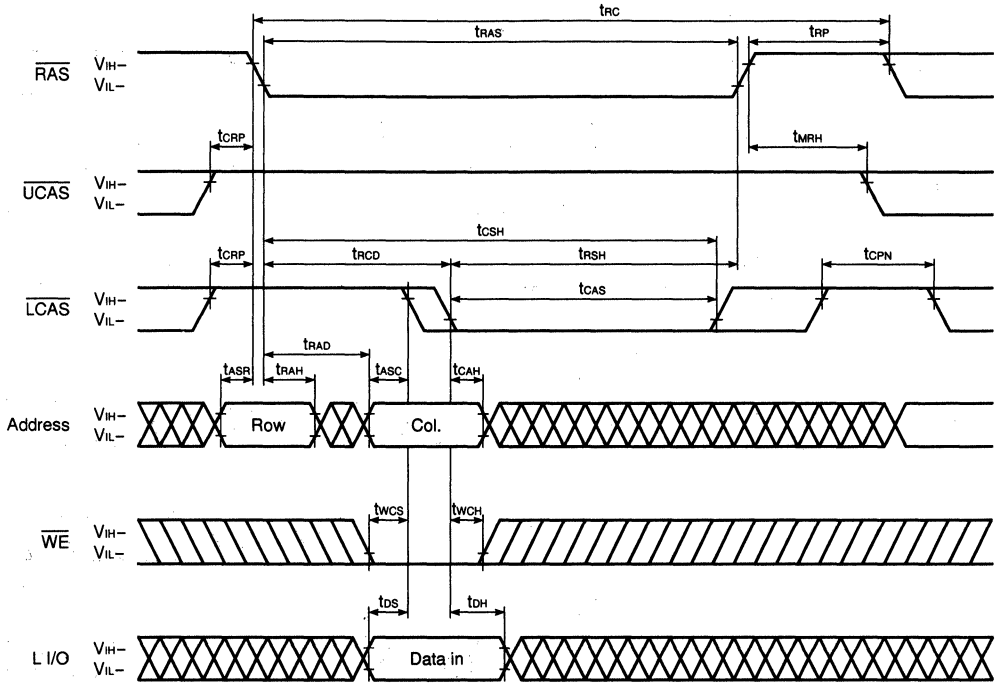 tRC
tRAS
tRP
RAS
VIH–
VIL–
tCRP
tMRH
UCAS
VIH–
VIL–
tCSH
tCRP
tRCD
tRSH
tCPN
LCAS
VIH–
VIL–
tCAS
tRAD
tASR
tRAH
tASC
tCAH
Address
VIH–
VIL–
Row
Col.
tWCS
tWCH
WE
VIH–
VIL–
tDS
tDH
L I/O
VIH–
VIL–
Data in